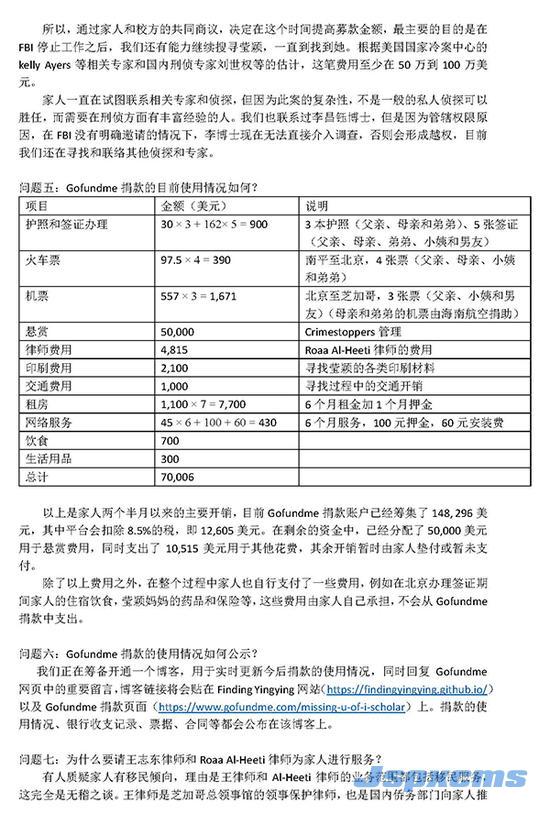 所以，通过家人和校方的共同商议，决定在这个时间提高募款金额，最主要的目的是在
FBI 停止工作之后，我们还有能力继续搜寻莹颖，一直到找到她。根据美国国家冷案中心的
kelly Ayers 等相关专家和国内刑侦专家刘世权等的估计，这笔费用至少在 50 万到 100 万美
元。
家人一直在试图联系相关专家和侦探，但因为此案的复杂性，不是一般的私人侦探可以
胜任，而需要在刑侦方面有丰富经验的人。我们也联系过李昌钰博士，但是因为管辖权限原
因，在 FBI 没有明确邀请的情况下，李博士现在无法直接介入调查，否则会形成越权，目前
我们还在寻找和联络其他侦探和专家。
问题五：Gofundme 捐款的目前使用情况如何？
项目 金额（美元） 说明
护照和签证办理 30 × 3 + 162× 5 = 900 3 本护照（父亲、母亲和弟弟）、5 张签证
（父亲、母亲、弟弟、小姨和男友）
火车票 97.5 × 4 = 390 南平至北京，4 张票（父亲、母亲、小姨
和弟弟）
机票 557 × 3 = 1,671 北京至芝加哥，3 张票（父亲、小姨和男
友）（母亲和弟弟的机票由海南航空捐助）
悬赏 50,000 Crimestoppers 管理
律师费用 4,815 Roaa Al-Heeti 律师的费用
印刷费用 2,100 寻找莹颖的各类印刷材料
交通费用 1,000 寻找过程中的交通开销
租房 1,100 × 7 = 7,700 6 个月租金加 1 个月押金
网络服务 45 × 6 + 100 + 60 = 430 6 个月服务，100 元押金，60 元安装费
饮食 700
生活用品 300
总计 70,006
以上是家人两个半月以来的主要开销，目前 Gofundme 捐款账户已经筹集了 148,296 美
元，其中平台会扣除 8.5%的税，即 12,605 美元。在剩余的资金中，已经分配了 50,000 美元
用于悬赏费用，同时支出了 10,515 美元用于其他花费，其余开销暂时由家人垫付或暂未支
付。
除了以上费用之外，在整个过程中家人也自行支付了一些费用，例如在北京办理签证期
间家人的住宿饮食，莹颖妈妈的药品和保险等，这些费用由家人自己承担，不会从 Gofundme
捐款中支出。
问题六：Gofundme 捐款的使用情况如何公示？
我们正在筹备开通一个博客，用于实时更新今后捐款的使用情况，同时回复 Gofundme
网页中的重要留言，博客链接将会贴在 Finding Yingying 网站（https://findingyingying.github.io/）
以及 Gofundme 捐款页面（https://www.gofundme.com/missing-u-of-i-scholar）上。捐款的使
用情况、银行收支记录、票据、合同等都会公布在该博客上。
问题七：为什么要请王志东律师和 Roaa Al-Heeti 律师为家人进行服务？
有人质疑家人有移民倾向，理由是王律师和 Al-Heeti 律师的业务范围都包括移民服务，
这完全是无稽之谈。王律师是芝加哥总领事馆的领事保护律师，也是国内侨务部门向家人推
Jspkcms